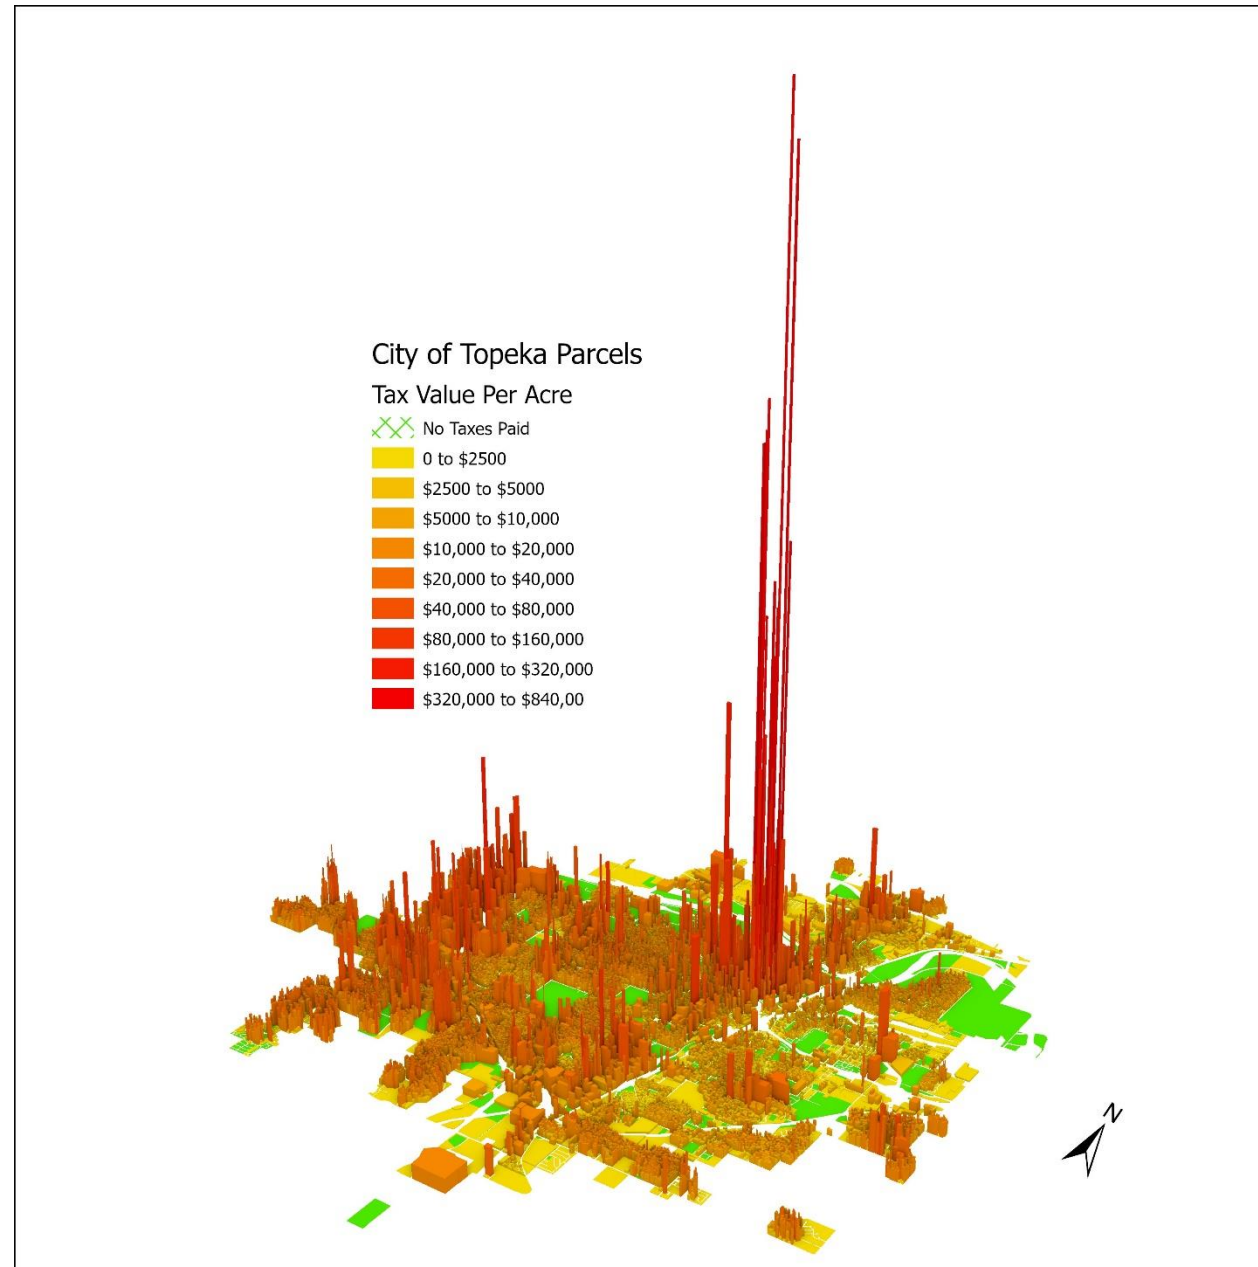 City of Topeka Parcels
Tax Value Per Acre
No Taxes Paid
0 to $2500
$2500 to $5000
$5000 to $10,000
$10,000 to $20,000
$20,000 to $40,000
$40,000 to $80,000
$80,000 to $160,000
$160,000 to $320,000
$320,000 to $840,00
N